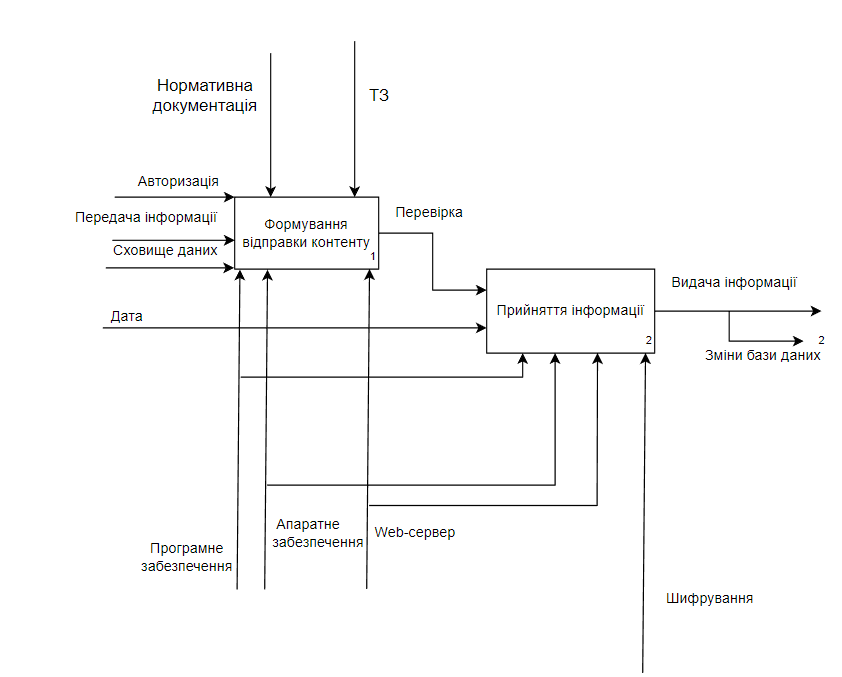 Нормативна
документація
ТЗ
Авторизація
Передача інформації
Сховище даних
Формування
відправки контенту
1
Перевірка
Дата
Прийняття інформації
2
Видача інформації
2
Зміни бази даних
Програмне
забезпечення
Апаратне
забезпечення
Web-сервер
Шифрування